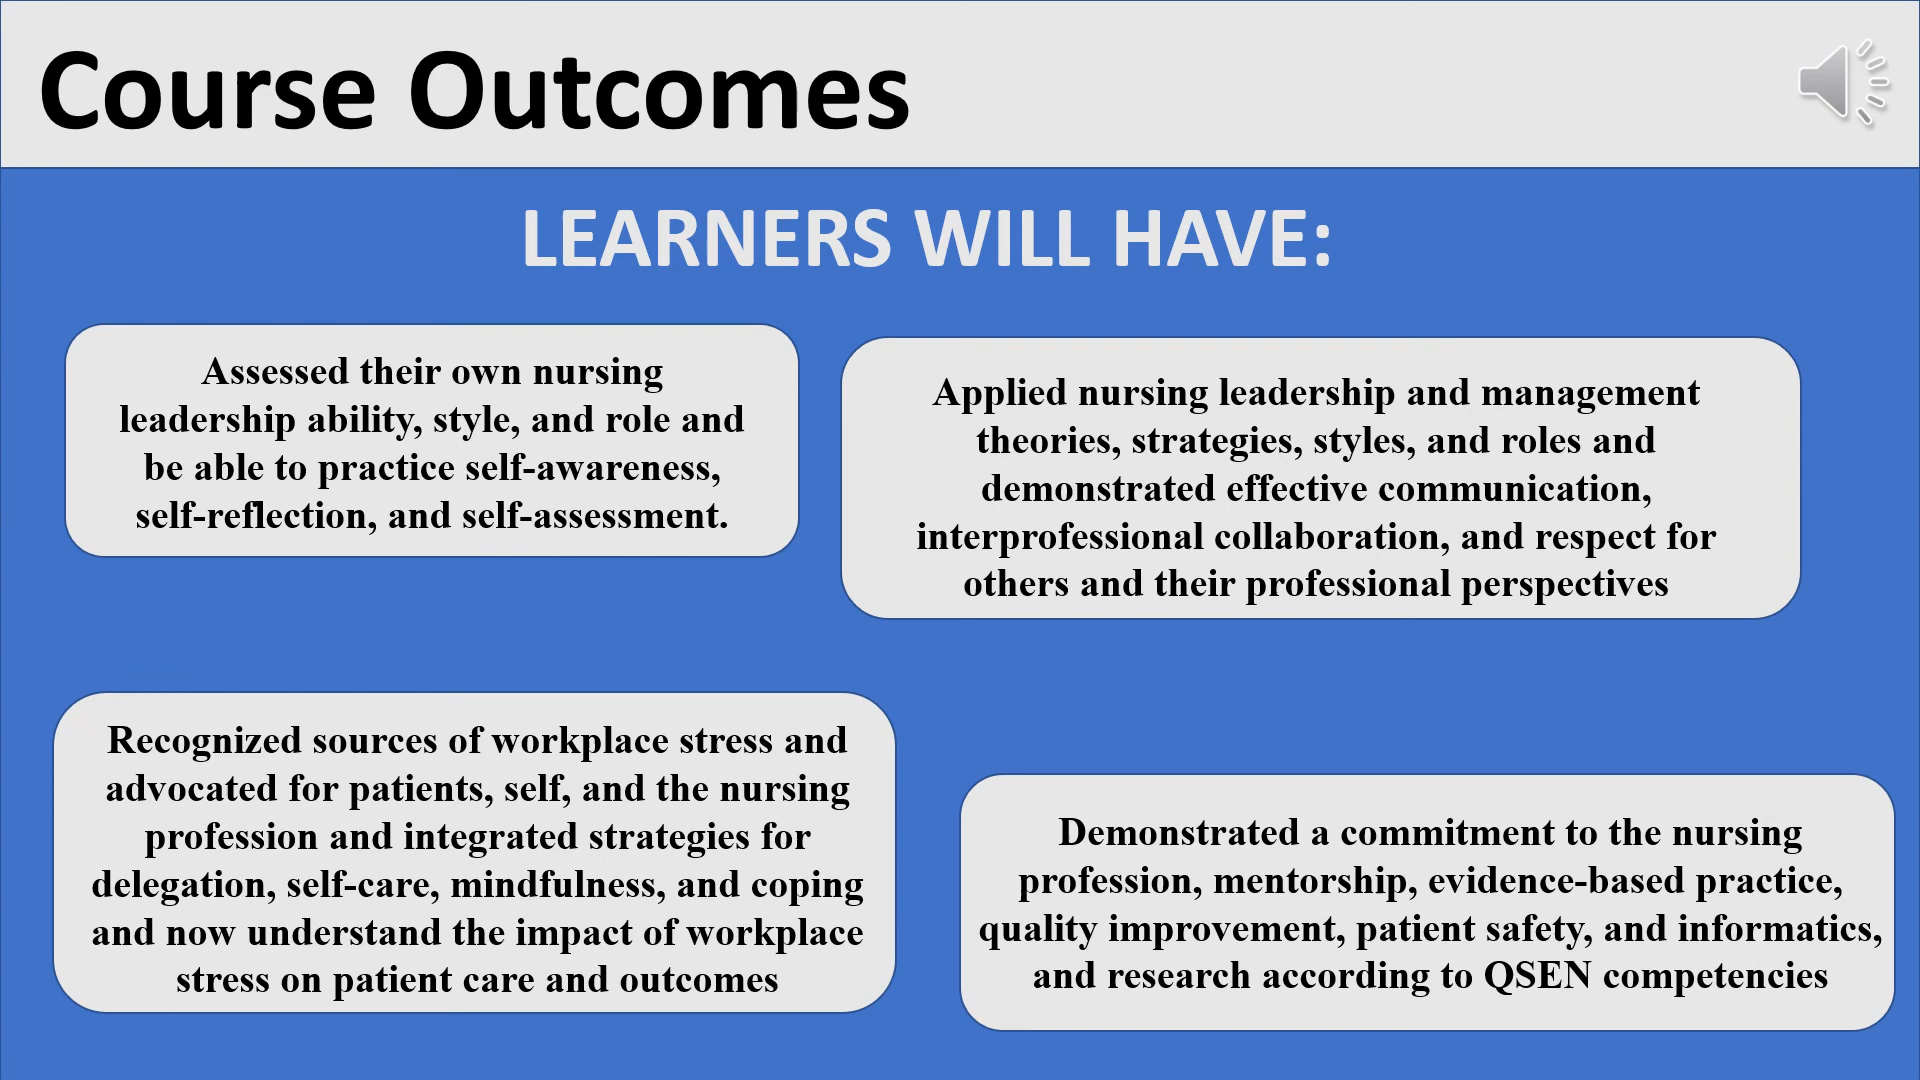 Course Outcomes
LEARNERS WILL HAVE:
Assessed their own nursing
leadership ability, style, and role and
be able to practice self-awareness,
self-reflection, and self-assessment.
Applied nursing leadership and management
theories, strategies, styles, and roles and
demonstrated effective communication,
interprofessional collaboration, and respect for
others and their professional perspectives
Recognized sources of workplace stress and
advocated for patients, self, and the nursing
profession and integrated strategies for
delegation, self-care, mindfulness, and coping
and now understand the impact of workplace
stress on patient care and outcomes
Demonstrated a commitment to the nursing
profession, mentorship, evidence-based practice,
quality improvement, patient safety, and informatics,
and research according to QSEN competencies